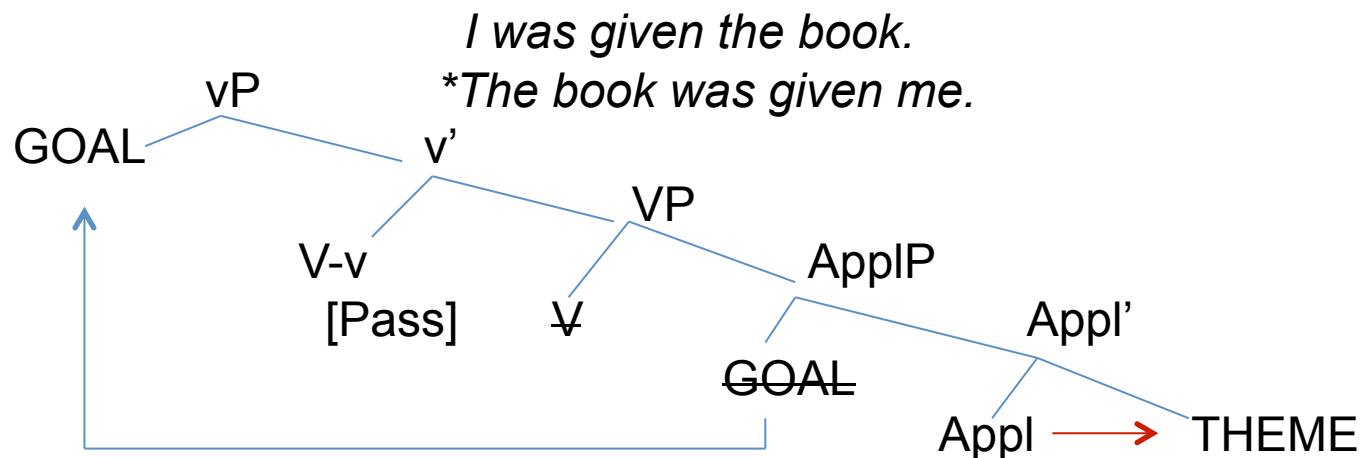 I was given the book.
*The book was given me.
vP
GOAL
v’
VP
V-v
ApplP
[Pass]
V
Appl’
GOAL
Appl
THEME